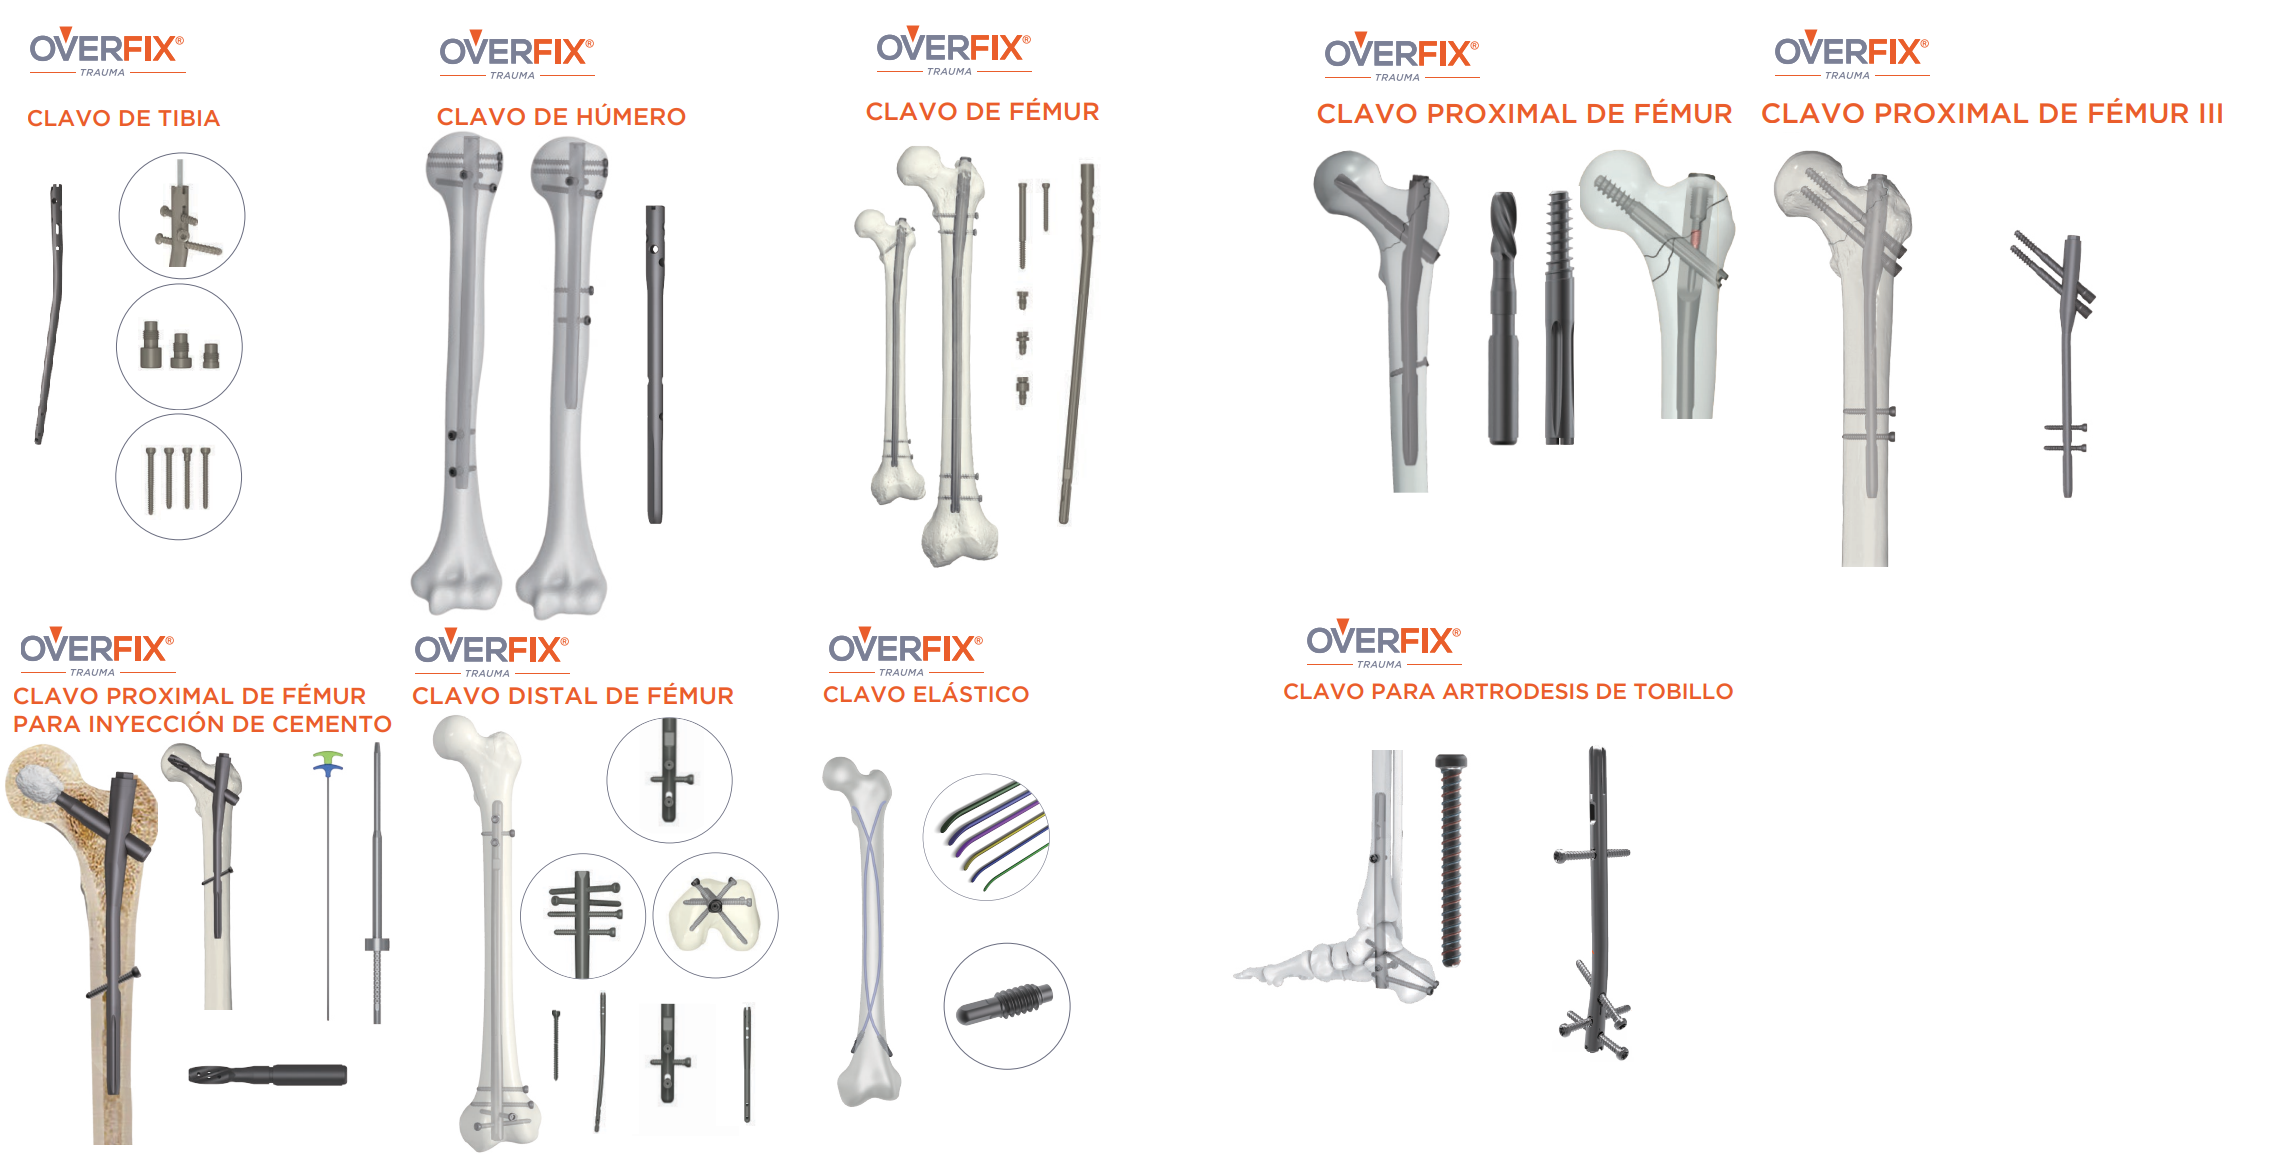 OVERFIX®
TRAUMA
CLAVO DE TIBIA
OVERFIX®
TRAUMA
CLAVO DE HÚMERO
OVERFIX®
TRAUMA
CLAVO DE FÉMUR
OVERFIX®
TRAUMA
CLAVO PROXIMAL DE FÉMUR
OVERFIX®
TRAUMA
CLAVO PROXIMAL DE FÉMUR III
OVERFIX®
TRAUMA
CLAVO PROXIMAL DE FÉMUR
PARA INYECCIÓN DE CEMENTO
OVERFIX®
TRAUMA
CLAVO DISTAL DE FÉMUR
OVERFIX®
TRAUMA
CLAVO ELÁSTICO
OVERFIX®
TRAUMA
CLAVO PARA ARTRODESIS DE TOBILLO